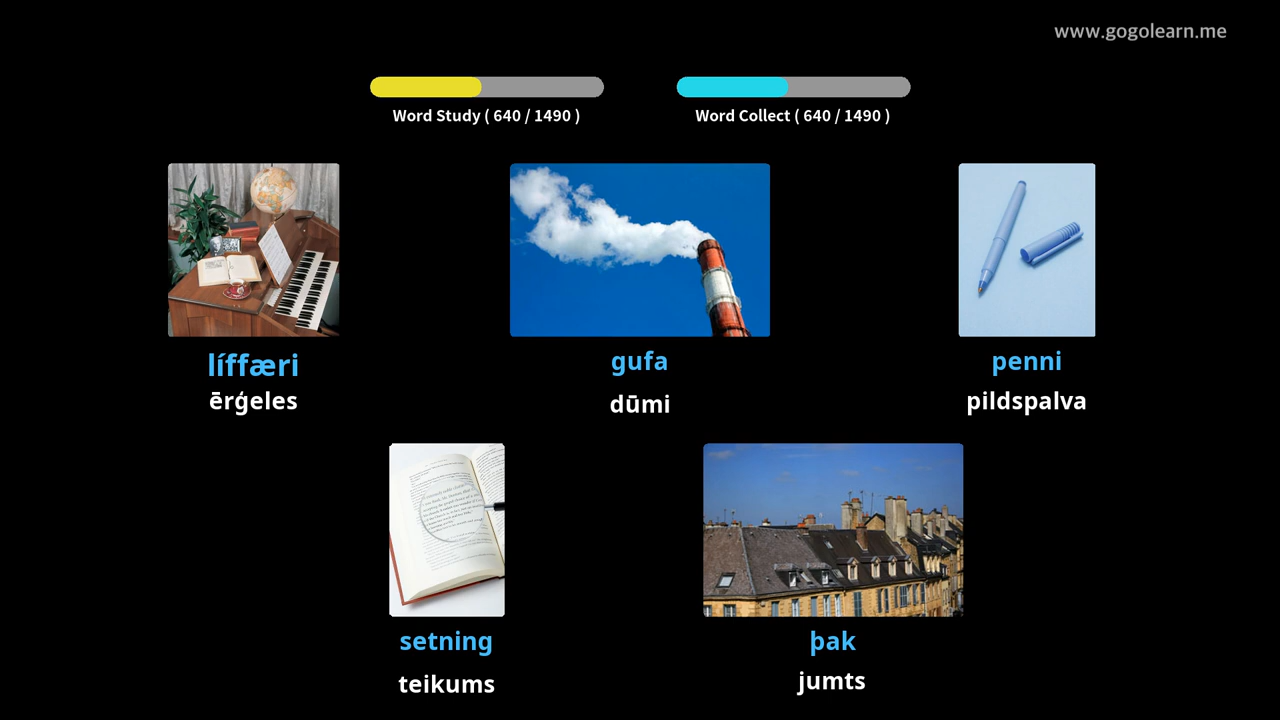 www.gogolearn.me
Word Study ( 640 / 1490 )
Word Collect ( 640 / 1490 )
líffæri
ērģeles
gufa
dūmi
penni
pildspalva
setning
teikums
þak
jumts